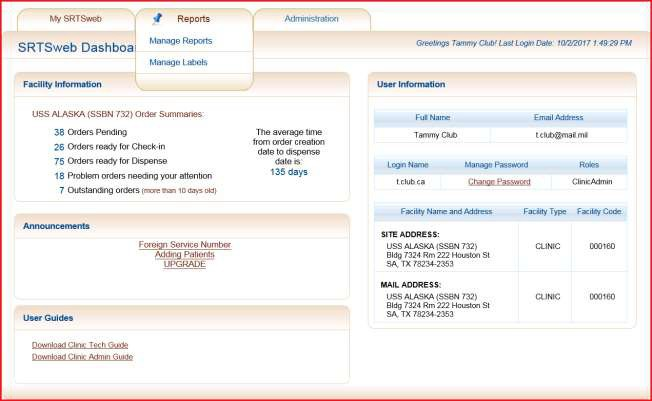 My SRTSweb
Reports
Administration
Manage Reports
Manage Labels
SRTSweb Dashboa
Greetings Tammy Club! Last Login Date: 10/2/2017 1:49:29 PM
Facility Information
USS ALASKA (SSBN 732) Order Summaries:
38 Orders Pending
26 Orders ready for Check-in
75 Orders ready for Dispense
18 Problem orders needing your attention
7 Outstanding orders (more than 10 days old)
The average time
from order creation
date to dispense
date is:
135 days
Announcements
Foreign Service Number
Adding Patients
UPGRADE
User Guides
Download Clinic Tech Guide
Download Clinic Admin Guide
User Information
Full Name Email Address
Tammy Club t.club@mail.mil
Login Name Manage Password Roles
t.club.ca Change Password ClinicAdmin
Facility Name and Address Facility Type Facility Code
SITE ADDRESS:
USS ALASKA (SSBN 732) CLINIC 000160
Bldg 7324 Rm 222 Houston St
SA, TX 78234-2353
MAIL ADDRESS:
USS ALASKA (SSBN 732) CLINIC 000160
Bldg 7324 Rm 222 Houston St
SA, TX 78234-2353